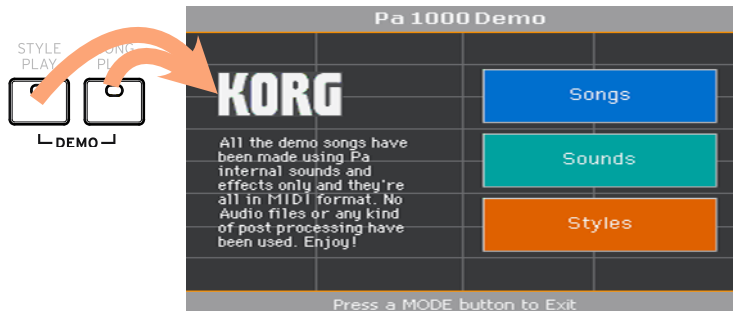 STYLE
PLAY
SONG
PL
DEMO
Pa 1000 Demo
KORG
All the demo songs have
been made using Pa
internal sounds and
effects only and they're
all in MIDI format. No
Audio files or any kind
of post processing have
been used. Enjoy!
Songs
Sounds
Styles
Press a MODE button to Exit